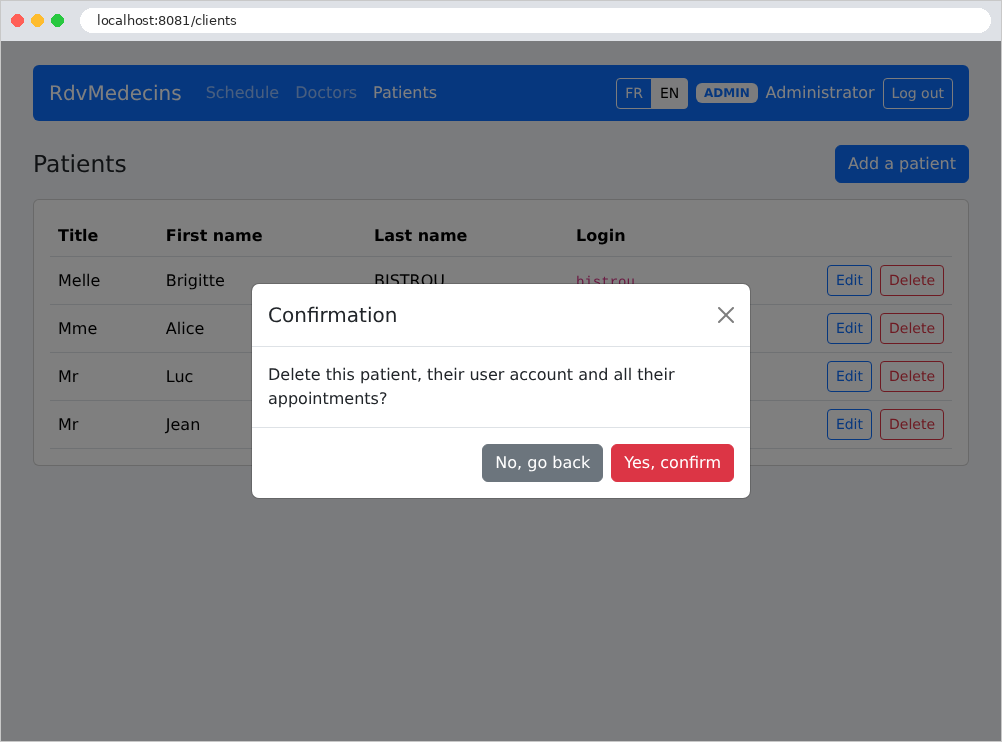 localhost:8081/clients
RdvMedecins Schedule Doctors Patients FR EN ADMIN Administrator Log out
Patients Add a patient
Title First name Last name Login
Melle Brigitte BISTROU bistrou Edit Delete
Mme Alice Edit Delete
Mr Luc Edit Delete
Mr Jean Edit Delete
Confirmation
Delete this patient, their user account and all their
appointments?
No, go back Yes, confirm